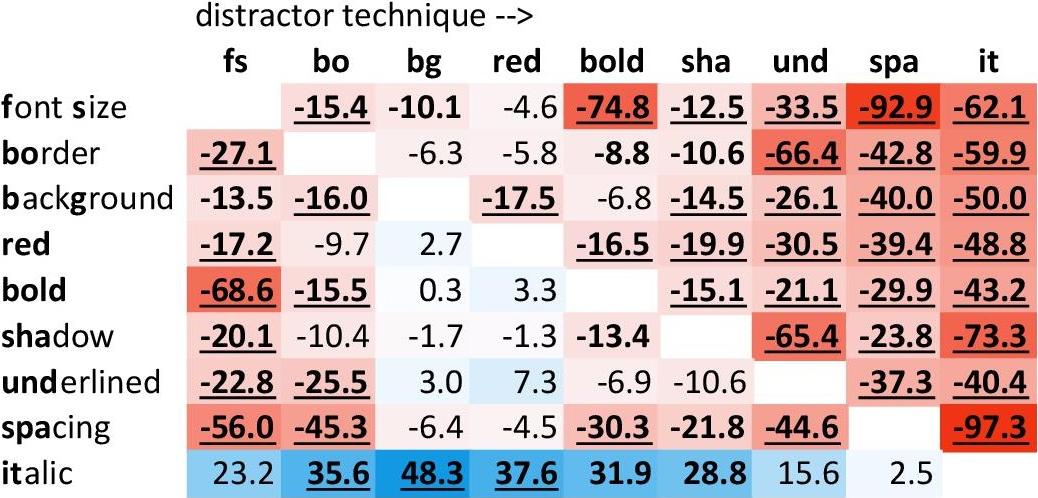 distractor technique -->
fs bo bg red bold sha und spa it
font size -15.4 -10.1 -4.6 -74.8 -12.5 -33.5 -92.9 -62.1
border -27.1 -6.3 -5.8 -8.8 -10.6 -66.4 -42.8 -59.9
background -13.5 -16.0 -17.5 -6.8 -14.5 -26.1 -40.0 -50.0
red -17.2 -9.7 2.7 -16.5 -19.9 -30.5 -39.4 -48.8
bold -68.6 -15.5 0.3 3.3 -15.1 -21.1 -29.9 -43.2
shadow -20.1 -10.4 -1.7 -1.3 -13.4 -65.4 -23.8 -73.3
underlined -22.8 -25.5 3.0 7.3 -6.9 -10.6 -37.3 -40.4
spacing -56.0 -45.3 -6.4 -4.5 -30.3 -21.8 -44.6 -97.3
italic 23.2 35.6 48.3 37.6 31.9 28.8 15.6 2.5